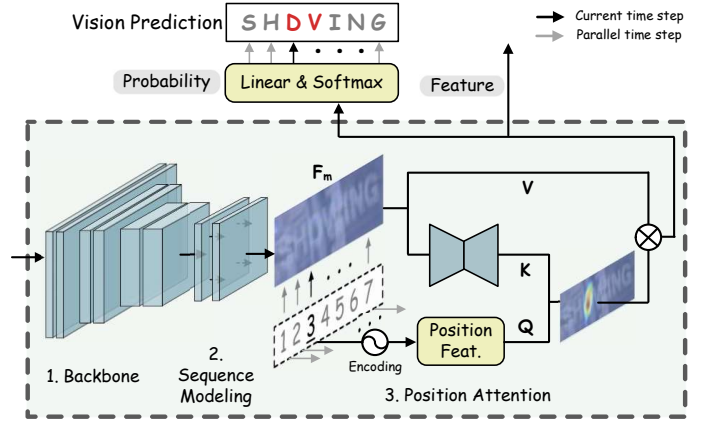 Vision Prediction
S H D V I N G
Current time step
Parallel time step
Probability
Linear & Softmax
Feature
Fm
V
K
Q
1 2 3 4 5 6 7
Encoding
Position
Feat.
1. Backbone
2.
Sequence
Modeling
3. Position Attention